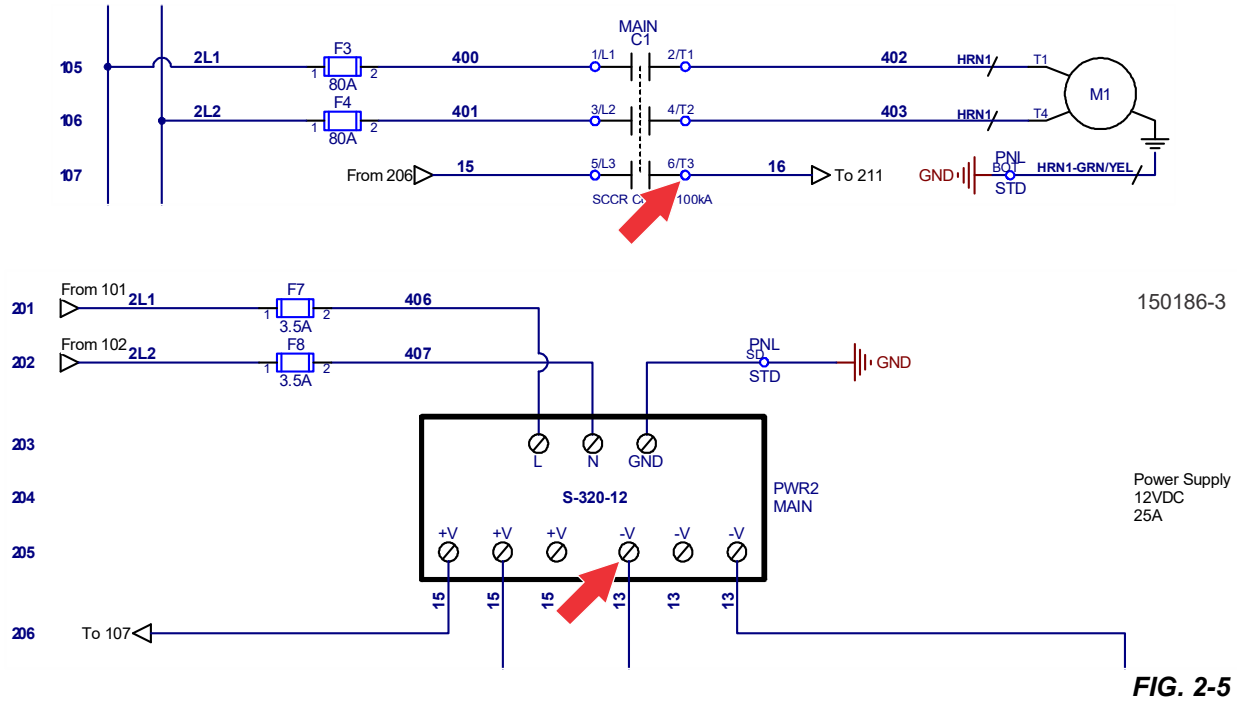 MAIN
C1
105
2L1
F3
1
2
80A
400
1/L1
2/T1
402
HRN1
T1
M1
106
2L2
F4
1
2
80A
401
3/L2
4/T2
403
HRN1
T4
107
From 206
15
5/L3
6/T3
16
To 211
GND
PNL
BOT
STD
HRN1-GRN/YEL
SCCR
100kA
201
From 101
2L1
F7
1
2
3.5A
406
150186-3
202
From 102
2L2
F8
1
2
3.5A
407
PNL
SD
STD
GND
203
L
N
GND
204
S-320-12
PWR2
MAIN
Power Supply
12VDC
25A
205
+V
+V
+V
-V
-V
-V
15
15
15
13
13
13
206
To 107
FIG. 2-5